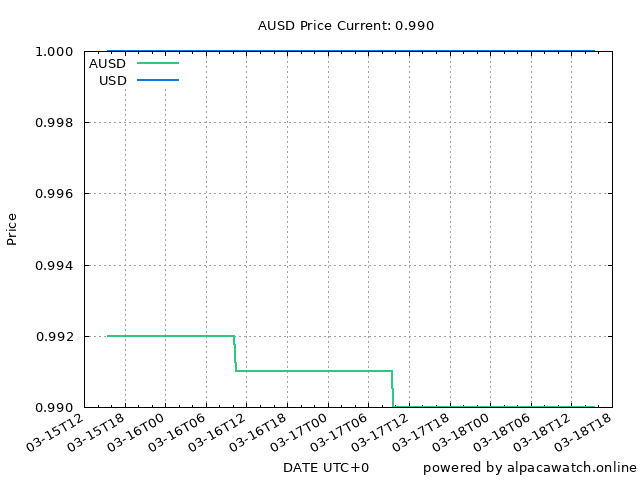 AUSD Price Current: 0.990
1.000
AUSD
USD
0.998
0.996
Price
0.994
0.992
0.990
03-15T12 03-15T18 03-16T00 03-16T06 03-16T12 03-16T18 03-17T00 03-17T06 03-17T12 03-17T18 03-18T00 03-18T06 03-18T12 03-18T18
DATE UTC+0 powered by alpacawatch.online